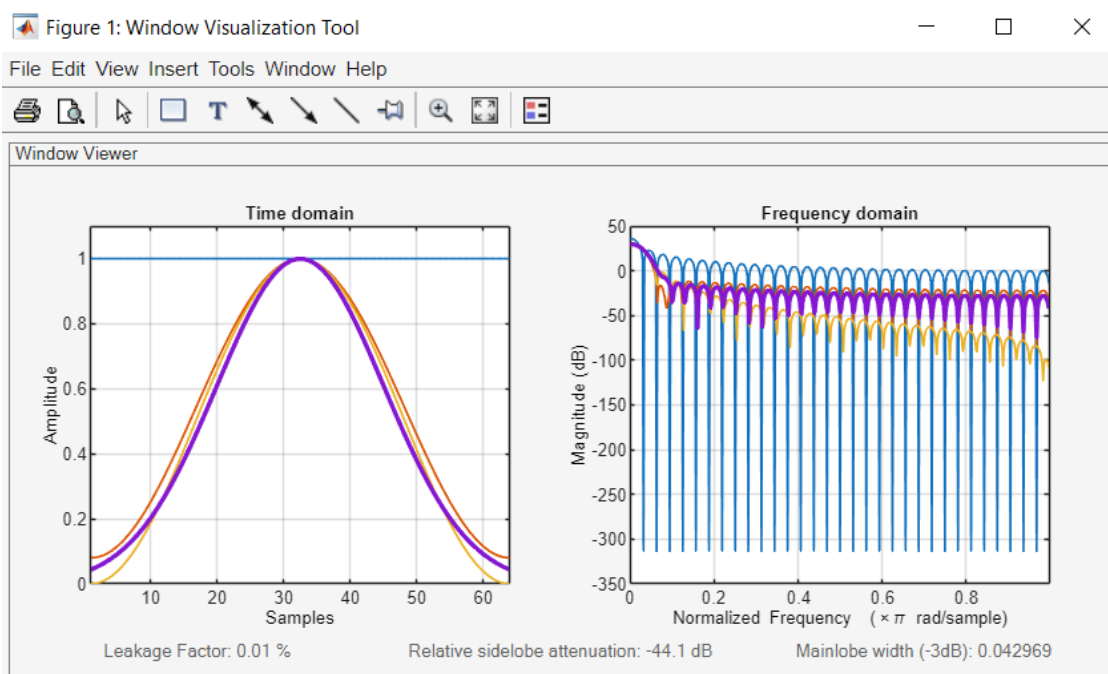 Figure 1: Window Visualization Tool
File Edit View Insert Tools Window Help
T
Window Viewer
Time domain
Amplitude
1
0.8
0.6
0.4
0.2
0
10 20 30 40 50 60
Samples
Frequency domain
Magnitude (dB)
50
0
-50
-100
-150
-200
-250
-300
-350
0 0.2 0.4 0.6 0.8
Normalized Frequency (×π rad/sample)
Leakage Factor: 0.01 % Relative sidelobe attenuation: -44.1 dB Mainlobe width (-3dB): 0.042969